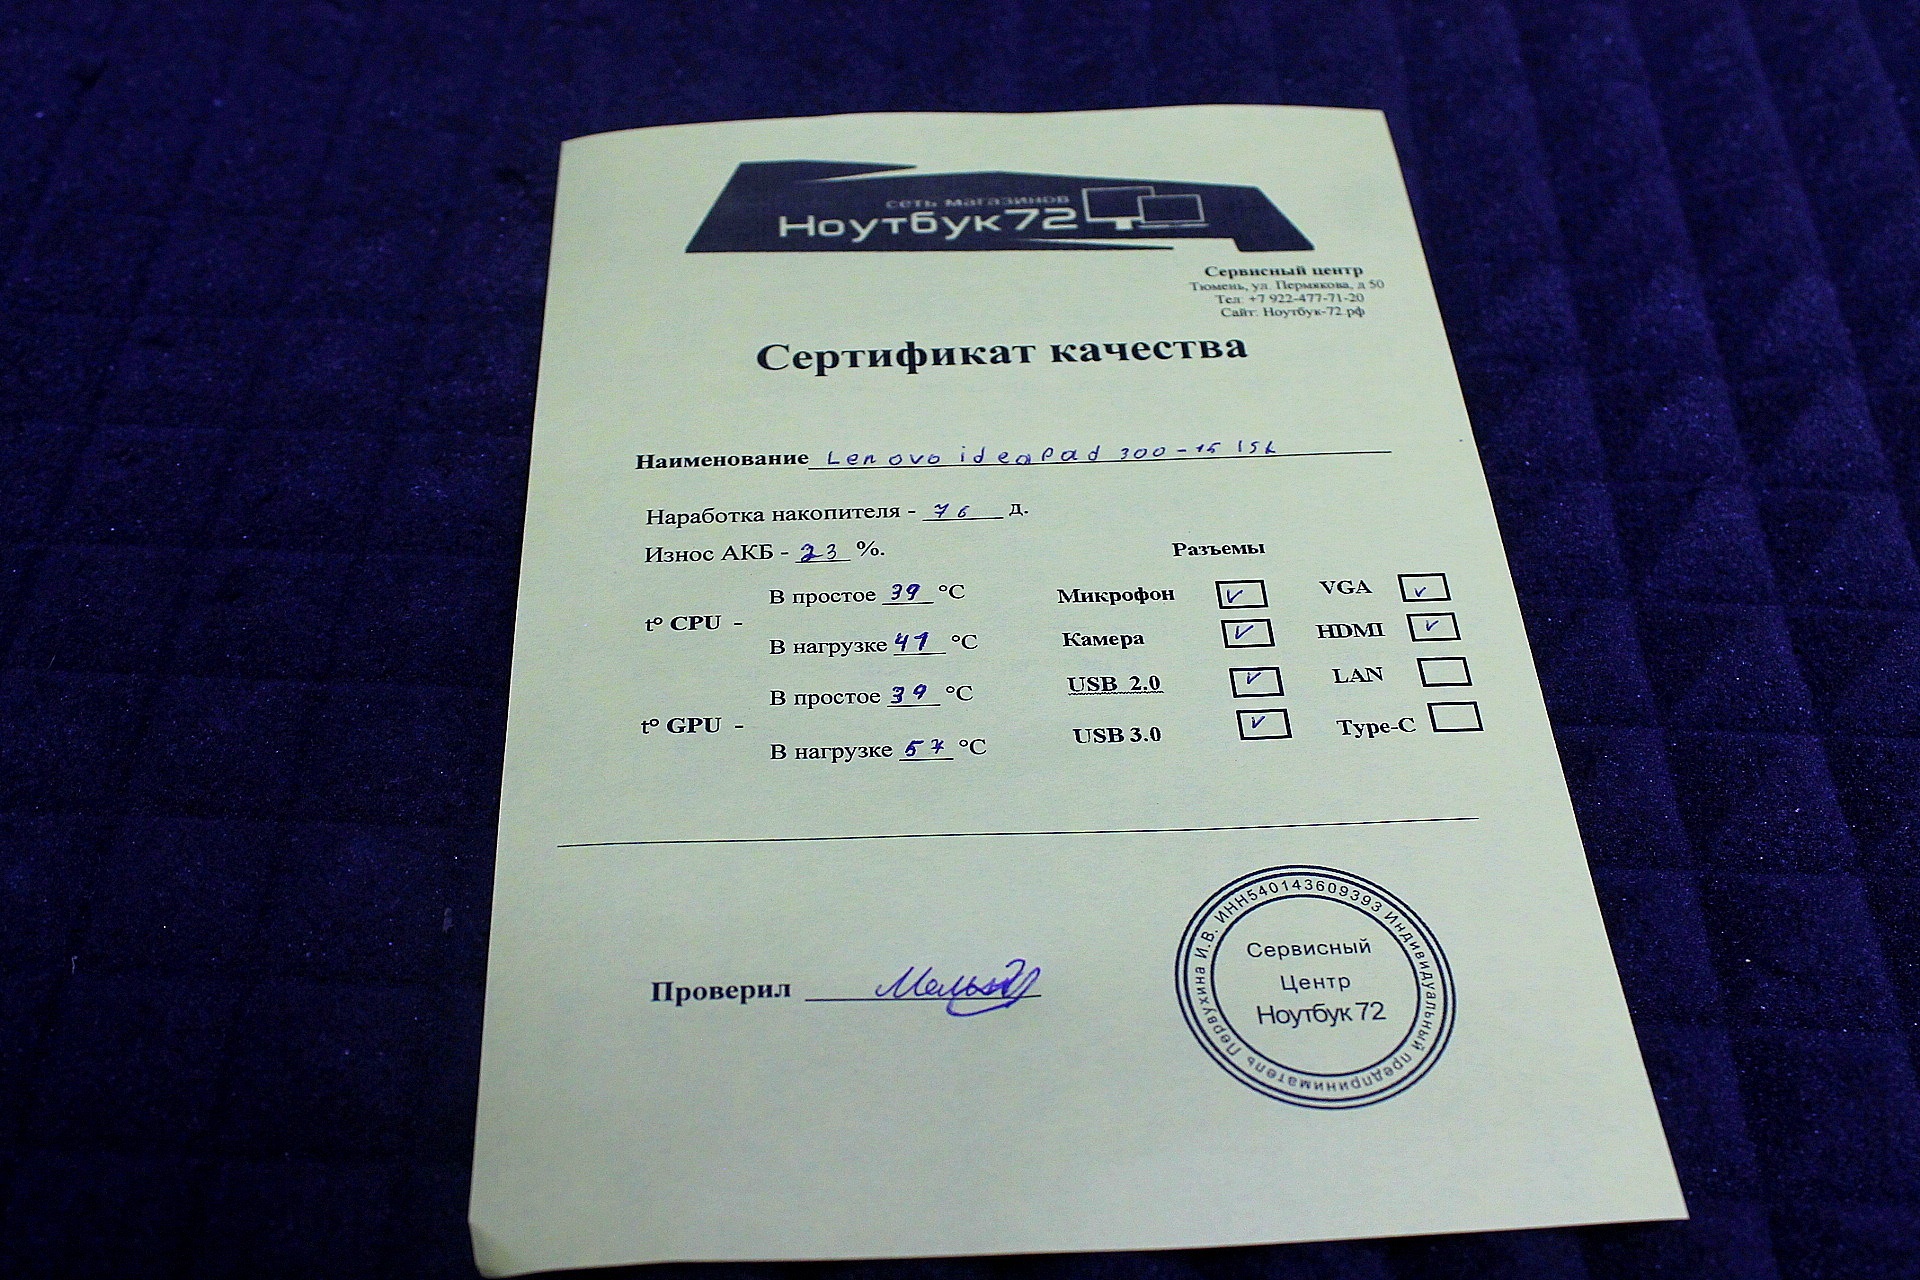 сеть магазинов
Ноутбук72
Сервисный центр
Тюмень, ул. Пермякова, д 50
Тел: +7 922-477-71-20
Сайт: Ноутбук-72.рф
Сертификат качества
Наименование Lenovo ideapad 300-15 ISK
Наработка накопителя - 76 д.
Износ АКБ - 23 %.
t° CPU - В простое 39 °C
В нагрузке 41 °C
t° GPU - В простое 39 °C
В нагрузке 57 °C
Разъемы
Микрофон ✓ VGA ✓
Камера ✓ HDMI ✓
USB 2.0 ✓ LAN
USB 3.0 ✓ Type-C
Проверил
Индивидуальный предприниматель Первухина И.В. ИНН540143609393
Сервисный
Центр
Ноутбук 72